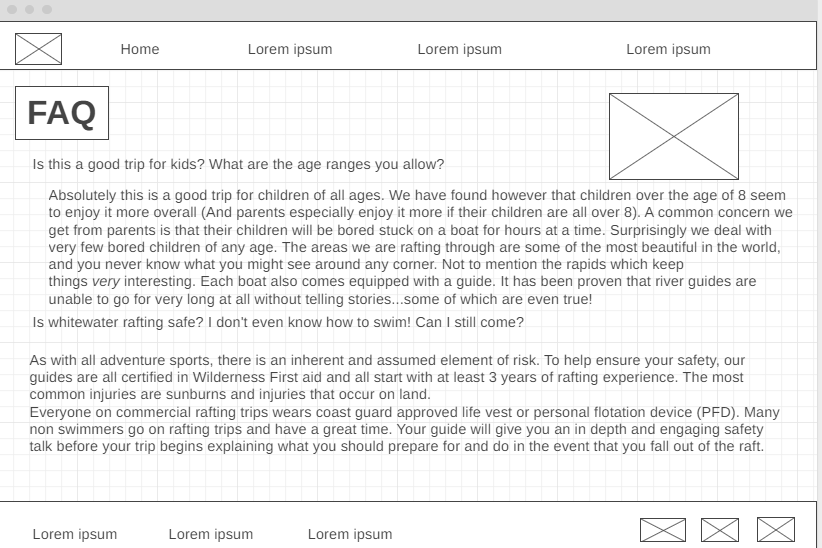 Home Lorem ipsum Lorem ipsum Lorem ipsum
FAQ
Is this a good trip for kids? What are the age ranges you allow?
Absolutely this is a good trip for children of all ages. We have found however that children over the age of 8 seem
to enjoy it more overall (And parents especially enjoy it more if their children are all over 8). A common concern we
get from parents is that their children will be bored stuck on a boat for hours at a time. Surprisingly we deal with
very few bored children of any age. The areas we are rafting through are some of the most beautiful in the world,
and you never know what you might see around any corner. Not to mention the rapids which keep
things very interesting. Each boat also comes equipped with a guide. It has been proven that river guides are
unable to go for very long at all without telling stories...some of which are even true!
Is whitewater rafting safe? I don't even know how to swim! Can I still come?
As with all adventure sports, there is an inherent and assumed element of risk. To help ensure your safety, our
guides are all certified in Wilderness First aid and all start with at least 3 years of rafting experience. The most
common injuries are sunburns and injuries that occur on land.
Everyone on commercial rafting trips wears coast guard approved life vest or personal flotation device (PFD). Many
non swimmers go on rafting trips and have a great time. Your guide will give you an in depth and engaging safety
talk before your trip begins explaining what you should prepare for and do in the event that you fall out of the raft.
Lorem ipsum Lorem ipsum Lorem ipsum